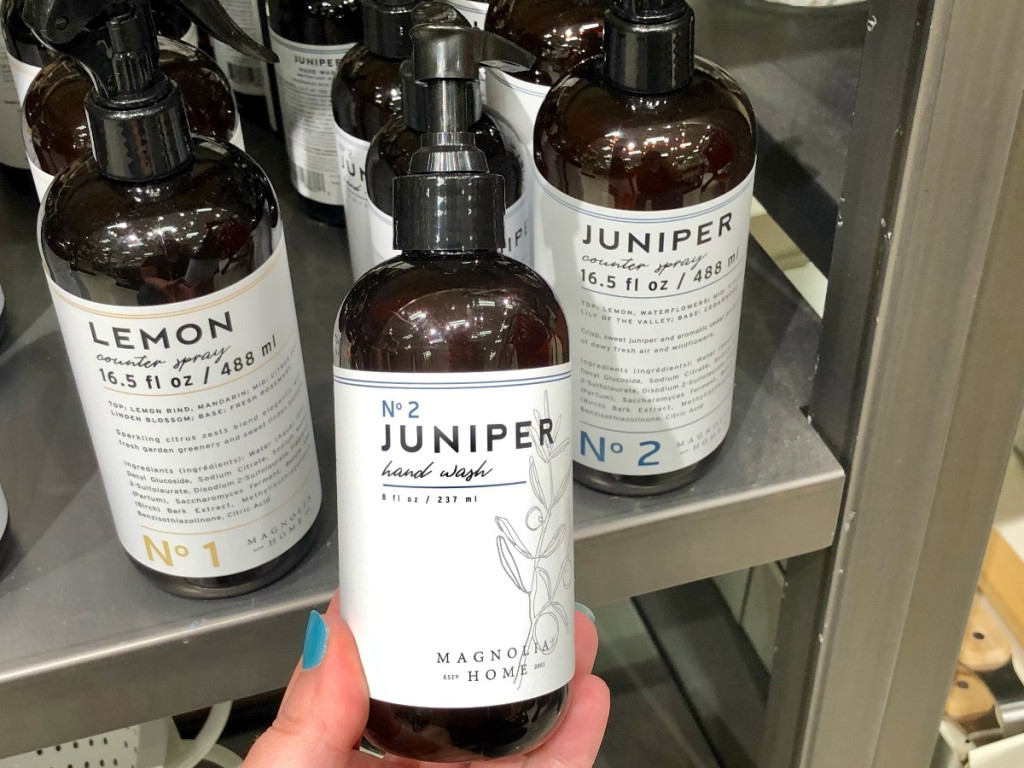 JUNIPER
HAND WASH
LEMON
counter spray
16.5 fl oz / 488 ml
TOP: LEMON RIND, MANDARIN; MID: CITRUS
LINDEN BLOSSOM; BASE: FRESH ROSEMARY
Sparkling citrus zests blend elegantly
fresh garden greenery and sweet linden
Ingredients (Ingrédients): Water
Decyl Glucoside, Sodium Citrate, Sodium
2-Sulfolaurate, Disodium 2-Sulfolaurate
(Parfum), Saccharomyces Ferment,
(Birch) Bark Extract,
Benzisothiazolinone, Citric Acid
Nº 1
MAGNOLIA
HOME
Nº 2
JUNIPER
hand wash
8 fl oz / 237 ml
MAGNOLIA
ESTD HOME 2003
JUNIPER
counter spray
16.5 fl oz / 488 ml
TOP: LEMON, WATERFLOWERS; MID:
LILY OF THE VALLEY; BASE: CEDARWOOD
Crisp, sweet juniper and aromatic cedar
of dewy fresh air and wildflowers.
Ingredients (Ingrédients): Water
Decyl Glucoside, Sodium Citrate, Sodium
2-Sulfolaurate, Disodium 2-Sulfolaurate
(Parfum), Saccharomyces Ferment,
(Birch) Bark Extract, Methylisothiazolinone
Benzisothiazolinone, Citric Acid
Nº 2
MAGNOLIA
HOME